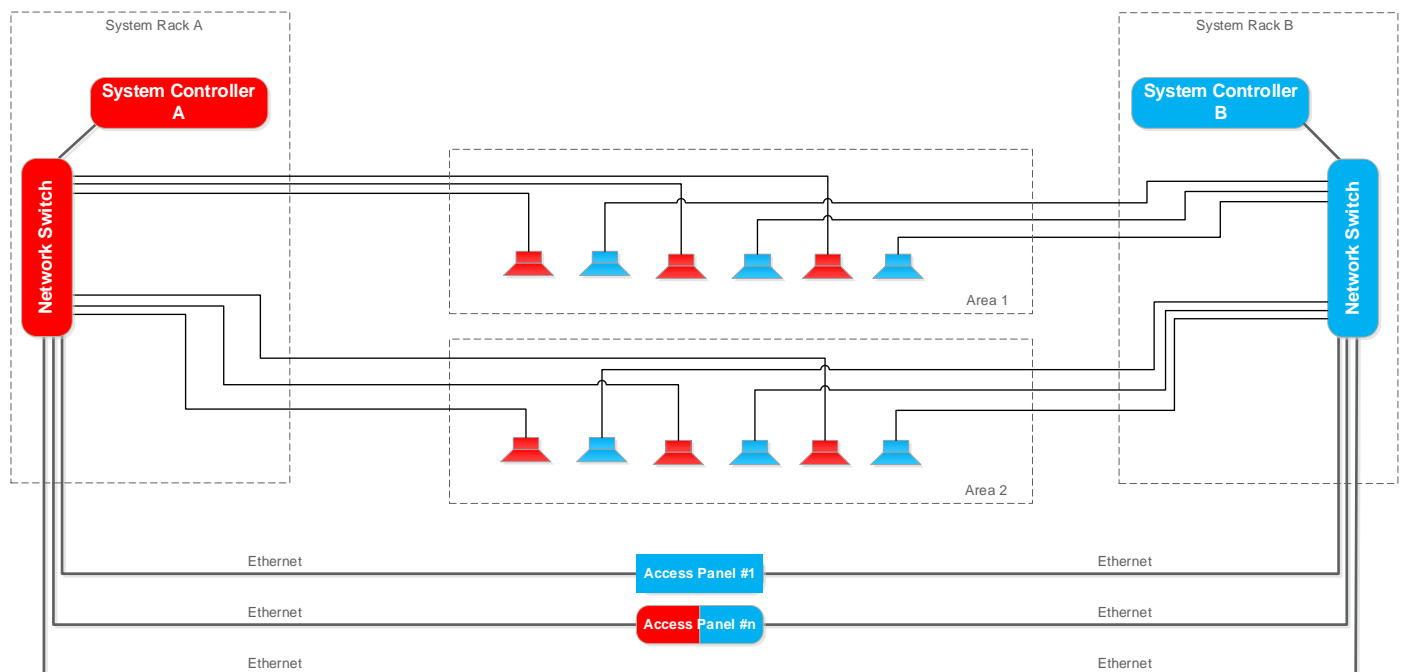 System Rack A
System Rack B
System Controller
A
System Controller
B
Network Switch
Network Switch
Area 1
Area 2
Ethernet
Access Panel #1
Ethernet
Ethernet
Access Panel #n
Ethernet
Ethernet
Ethernet